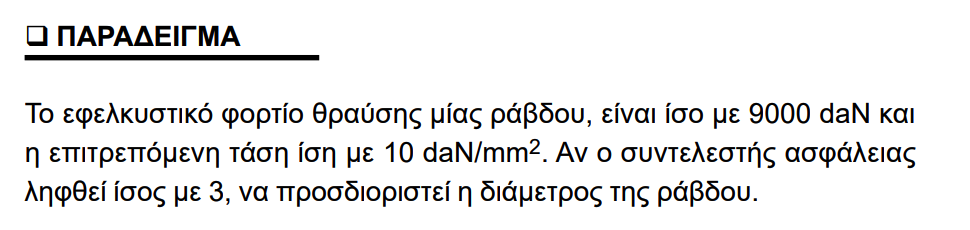 ❑ ΠΑΡΑΔΕΙΓΜΑ
Το εφελκυστικό φορτίο θραύσης μίας ράβδου, είναι ίσο με 9000 daN και
η επιτρεπόμενη τάση ίση με 10 daN/mm². Αν ο συντελεστής ασφάλειας
ληφθεί ίσος με 3, να προσδιοριστεί η διάμετρος της ράβδου.